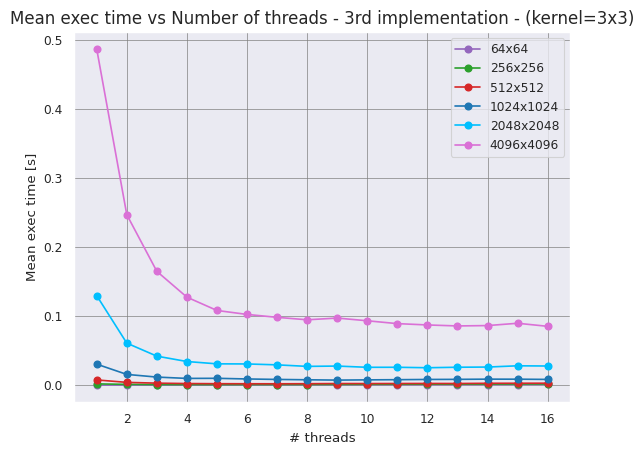 Mean exec time vs Number of threads - 3rd implementation - (kernel=3x3)
0.5
0.4
0.3
0.2
0.1
0.0
Mean exec time [s]
64x64
256x256
512x512
1024x1024
2048x2048
4096x4096
2 4 6 8 10 12 14 16
# threads